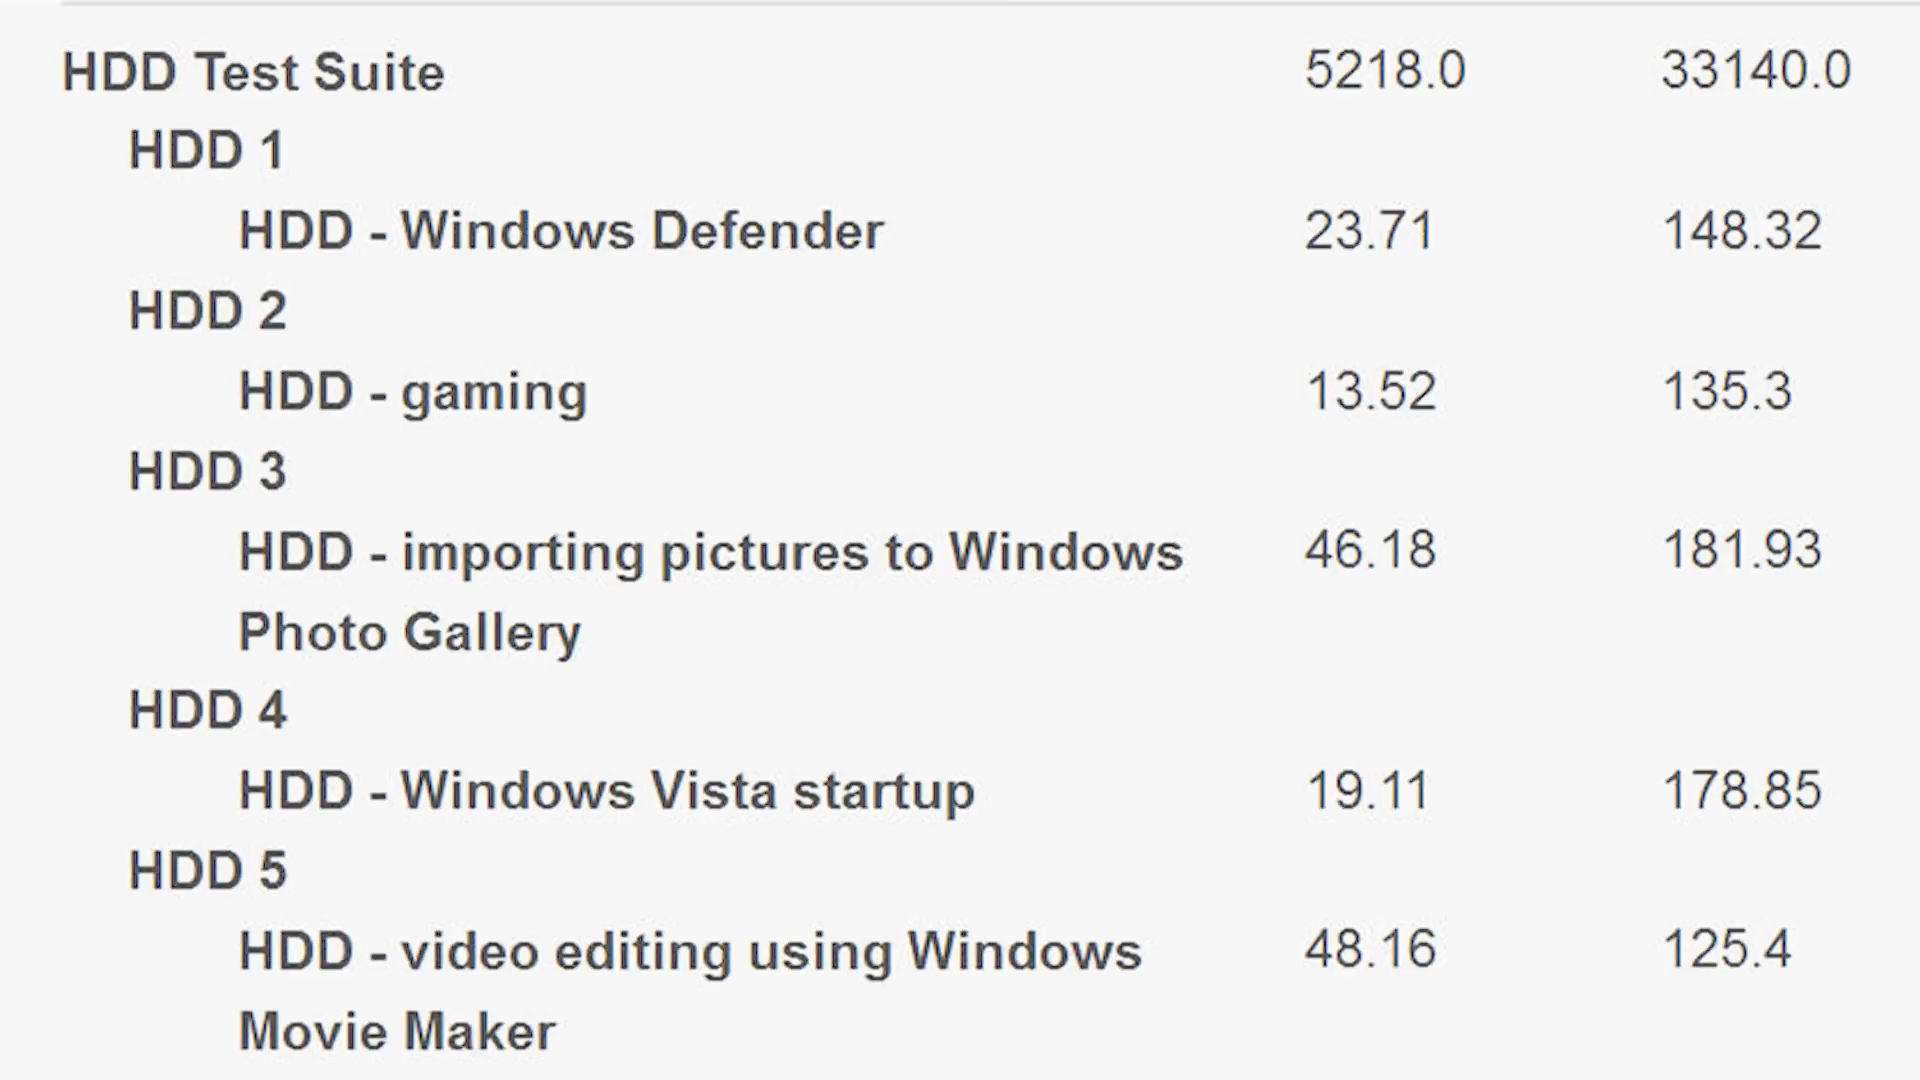 HDD Test Suite 5218.0 33140.0
HDD 1
HDD - Windows Defender 23.71 148.32
HDD 2
HDD - gaming 13.52 135.3
HDD 3
HDD - importing pictures to Windows 46.18 181.93
Photo Gallery
HDD 4
HDD - Windows Vista startup 19.11 178.85
HDD 5
HDD - video editing using Windows 48.16 125.4
Movie Maker